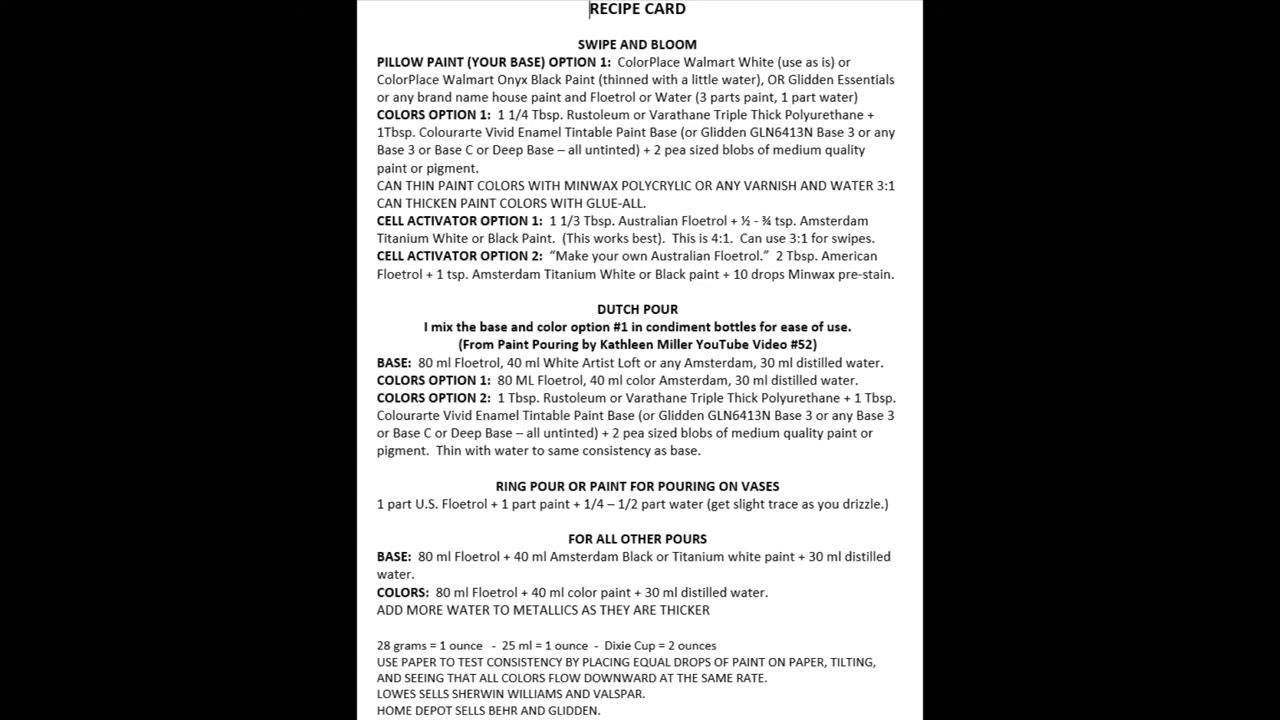 RECIPE CARD
SWIPE AND BLOOM
PILLOW PAINT (YOUR BASE) OPTION 1: ColorPlace Walmart White (use as is) or
ColorPlace Walmart Onyx Black Paint (thinned with a little water), OR Glidden Essentials
or any brand name house paint and Floetrol or Water (3 parts paint, 1 part water)
COLORS OPTION 1: 1 1/4 Tbsp. Rustoleum or Varathane Triple Thick Polyurethane +
1Tbsp. Colourarte Vivid Enamel Tintable Paint Base (or Glidden GLN6413N Base 3 or any
Base 3 or Base C or Deep Base – all untinted) + 2 pea sized blobs of medium quality
paint or pigment.
CAN THIN PAINT COLORS WITH MINWAX POLYCRYLIC OR ANY VARNISH AND WATER 3:1
CAN THICKEN PAINT COLORS WITH GLUE-ALL.
CELL ACTIVATOR OPTION 1: 1 1/3 Tbsp. Australian Floetrol + ½ - ¾ tsp. Amsterdam
Titanium White or Black Paint. (This works best). This is 4:1. Can use 3:1 for swipes.
CELL ACTIVATOR OPTION 2: “Make your own Australian Floetrol.” 2 Tbsp. American
Floetrol + 1 tsp. Amsterdam Titanium White or Black paint + 10 drops Minwax pre-stain.
DUTCH POUR
I mix the base and color option #1 in condiment bottles for ease of use.
(From Paint Pouring by Kathleen Miller YouTube Video #52)
BASE: 80 ml Floetrol, 40 ml White Artist Loft or any Amsterdam, 30 ml distilled water.
COLORS OPTION 1: 80 ML Floetrol, 40 ml color Amsterdam, 30 ml distilled water.
COLORS OPTION 2: 1 Tbsp. Rustoleum or Varathane Triple Thick Polyurethane + 1 Tbsp.
Colourarte Vivid Enamel Tintable Paint Base (or Glidden GLN6413N Base 3 or any Base 3
or Base C or Deep Base – all untinted) + 2 pea sized blobs of medium quality paint or
pigment. Thin with water to same consistency as base.
RING POUR OR PAINT FOR POURING ON VASES
1 part U.S. Floetrol + 1 part paint + 1/4 – 1/2 part water (get slight trace as you drizzle.)
FOR ALL OTHER POURS
BASE: 80 ml Floetrol + 40 ml Amsterdam Black or Titanium white paint + 30 ml distilled
water.
COLORS: 80 ml Floetrol + 40 ml color paint + 30 ml distilled water.
ADD MORE WATER TO METALLICS AS THEY ARE THICKER
28 grams = 1 ounce - 25 ml = 1 ounce - Dixie Cup = 2 ounces
USE PAPER TO TEST CONSISTENCY BY PLACING EQUAL DROPS OF PAINT ON PAPER, TILTING,
AND SEEING THAT ALL COLORS FLOW DOWNWARD AT THE SAME RATE.
LOWES SELLS SHERWIN WILLIAMS AND VALSPAR.
HOME DEPOT SELLS BEHR AND GLIDDEN.